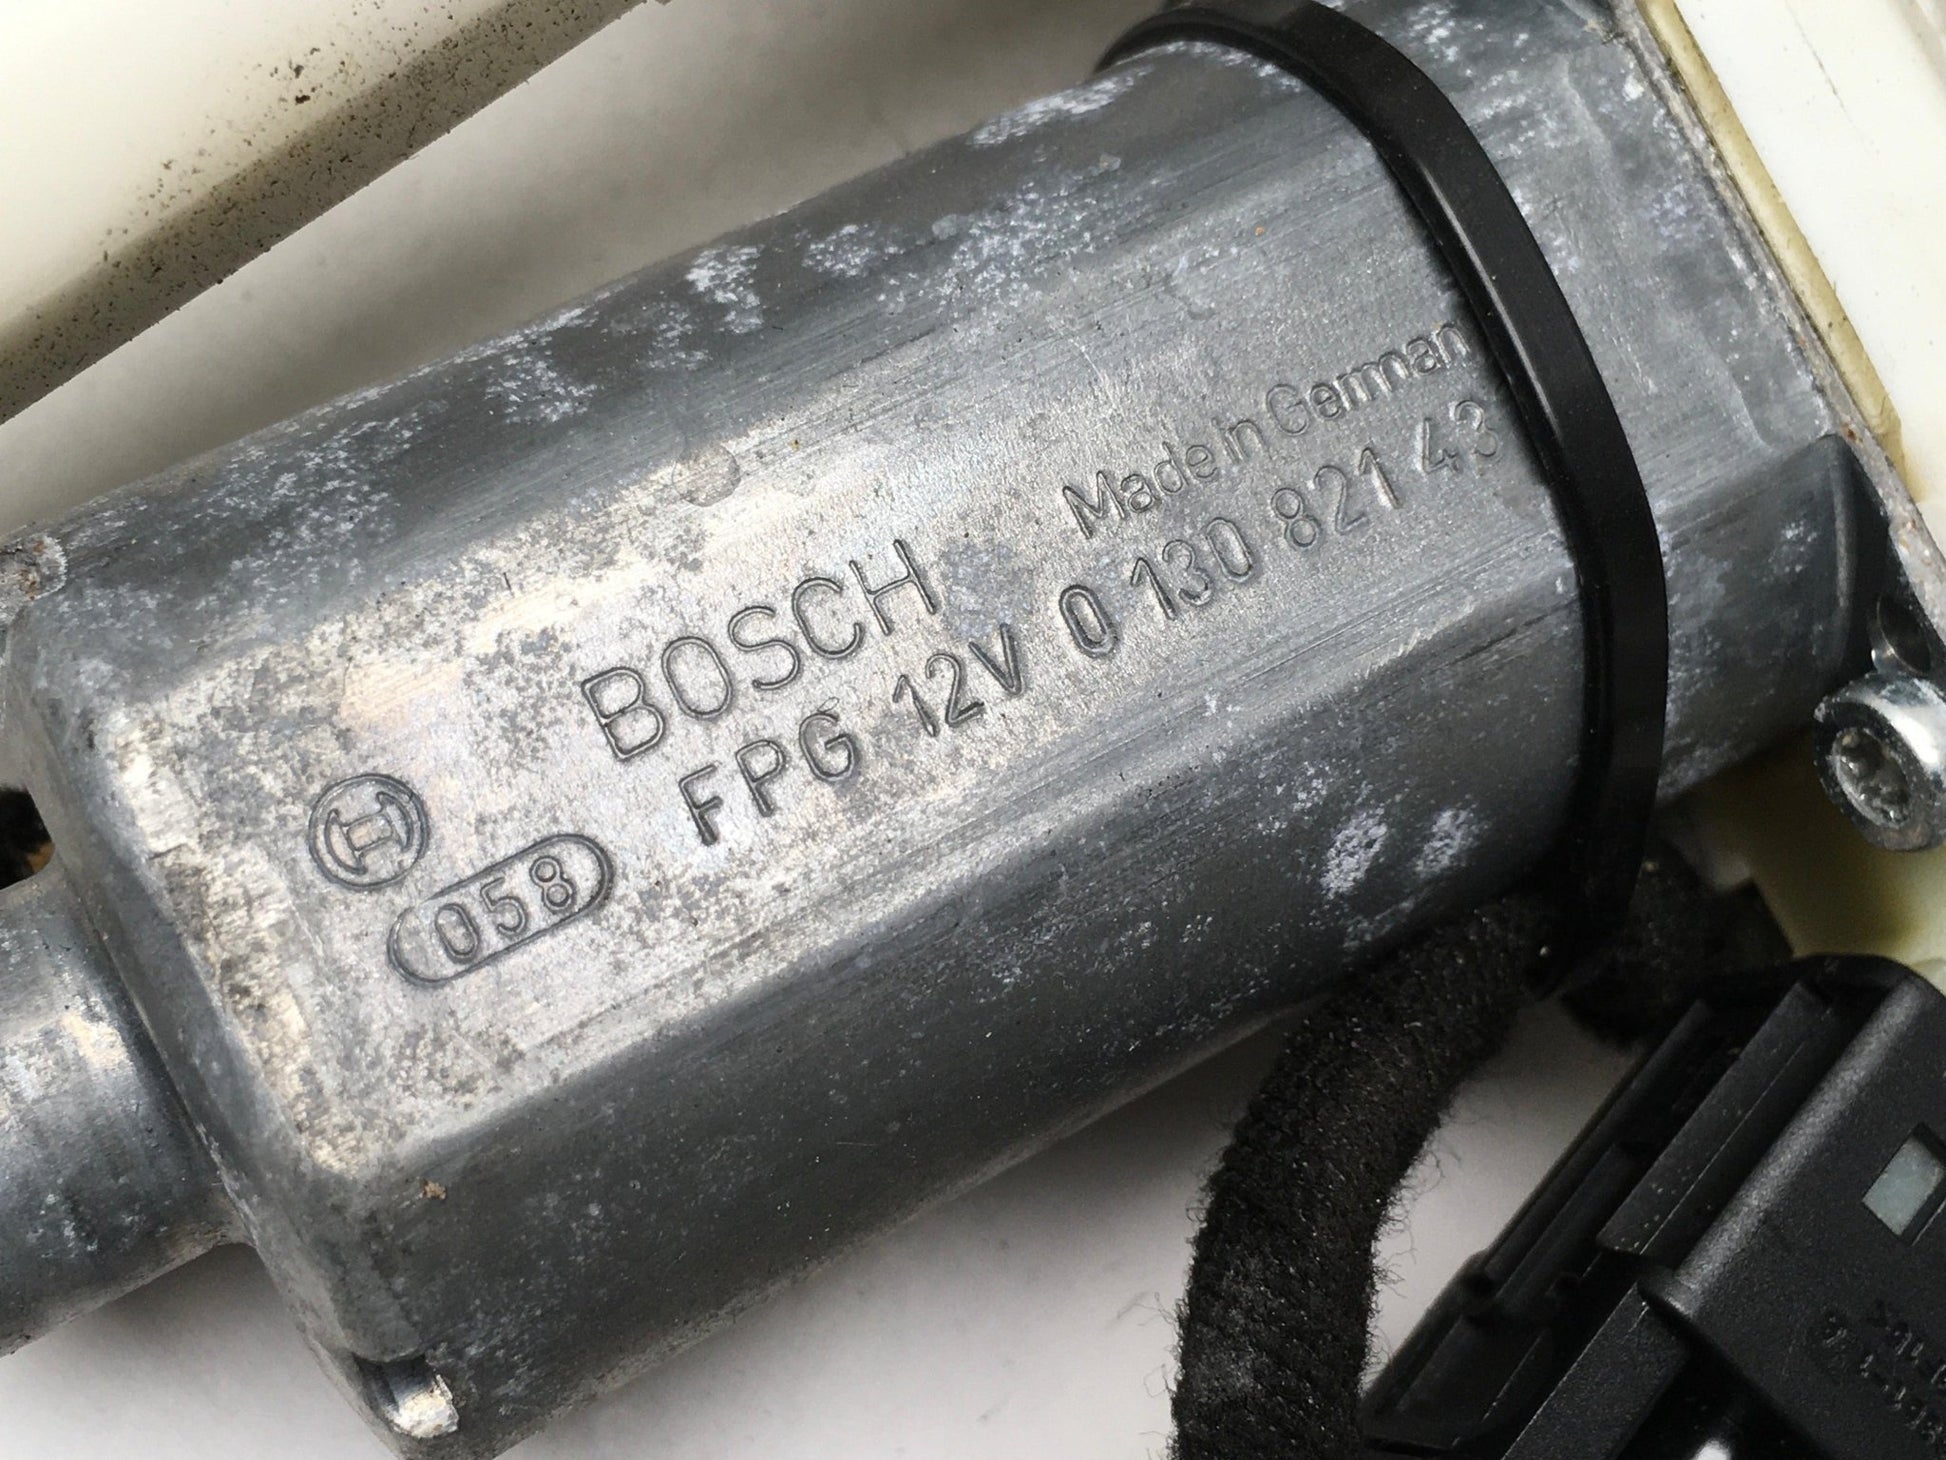 Made in German
BOSCH
FPG 12V 0 130 821 43
058